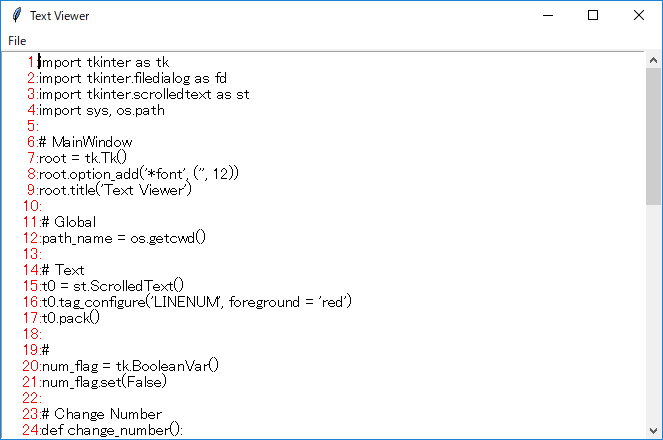 Text Viewer
File
1:import tkinter as tk
2:import tkinter.filedialog as fd
3:import tkinter.scrolledtext as st
4:import sys, os.path
5:
6:# MainWindow
7:root = tk.Tk()
8:root.option_add('*font', ('', 12))
9:root.title('Text Viewer')
10:
11:# Global
12:path_name = os.getcwd()
13:
14:# Text
15:t0 = st.ScrolledText()
16:t0.tag_configure('LINENUM', foreground = 'red')
17:t0.pack()
18:
19:#
20:num_flag = tk.BooleanVar()
21:num_flag.set(False)
22:
23:# Change Number
24:def change_number():